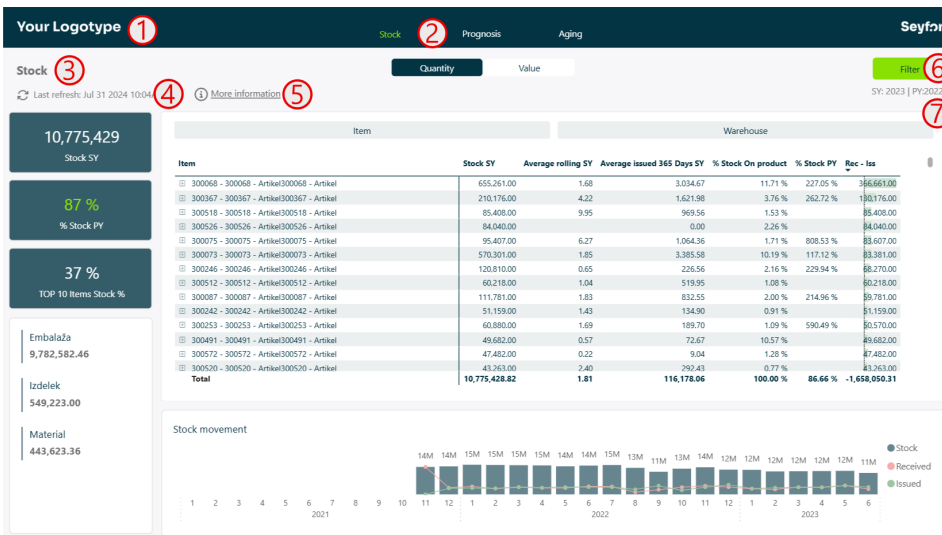 Your Logotype 1
Stock 2 Prognosis Aging
Seyfor
Stock 3
Quantity Value
Filter 6
Last refresh: Jul 31 2024 10:04 4
More information 5
SY: 2023 | PY:2022
7
10,775,429
Stock SY
87 %
% Stock PY
37 %
TOP 10 Items Stock %
Embalaža
9,782,582.46
Izdelek
549,223.00
Material
443,623.36
Item Warehouse
Item Stock SY Average rolling SY Average issued 365 Days SY % Stock On product % Stock PY Rec - Iss
300068 - 300068 - Artikel300068 - Artikel 655,261.00 1.68 3,034.67 11.71 % 227.05 % 366,661.00
300367 - 300367 - Artikel300367 - Artikel 210,176.00 4.22 1,621.98 3.76 % 262.72 % 130,176.00
300518 - 300518 - Artikel300518 - Artikel 85,408.00 9.95 969.56 1.53 % 85,408.00
300526 - 300526 - Artikel300526 - Artikel 84,040.00 0.00 2.26 % 84,040.00
300075 - 300075 - Artikel300075 - Artikel 95,407.00 6.27 1,064.36 1.71 % 808.53 % 83,607.00
300073 - 300073 - Artikel300073 - Artikel 570,301.00 1.85 3,385.58 10.19 % 117.12 % 83,381.00
300246 - 300246 - Artikel300246 - Artikel 120,810.00 0.65 226.56 2.16 % 229.94 % 68,270.00
300512 - 300512 - Artikel300512 - Artikel 60,218.00 1.04 519.95 1.08 % 60,218.00
300087 - 300087 - Artikel300087 - Artikel 111,781.00 1.83 832.55 2.00 % 214.96 % 59,781.00
300242 - 300242 - Artikel300242 - Artikel 51,159.00 1.43 134.90 0.91 % 51,159.00
300253 - 300253 - Artikel300253 - Artikel 60,880.00 1.69 189.70 1.09 % 590.49 % 50,570.00
300491 - 300491 - Artikel300491 - Artikel 49,682.00 0.57 72.67 10.57 % 49,682.00
300572 - 300572 - Artikel300572 - Artikel 47,482.00 0.22 9.04 1.28 % 47,482.00
300520 - 300520 - Artikel300520 - Artikel 43,263.00 2.40 292.43 0.77 % 43,263.00
Total 10,775,428.82 1.81 116,178.06 100.00 % 86.66 % -1,658,050.31
Stock movement
14M 14M 15M 15M 15M 15M 14M 14M 15M 13M 11M 13M 14M 12M 12M 12M 12M 12M 12M 11M
Stock
Received
Issued
1 2 3 4 5 6 7 8 9 10 11 12 1 2 3 4 5 6 7 8 9 10 11 12 1 2 3 4 5 6
2021 2022 2023